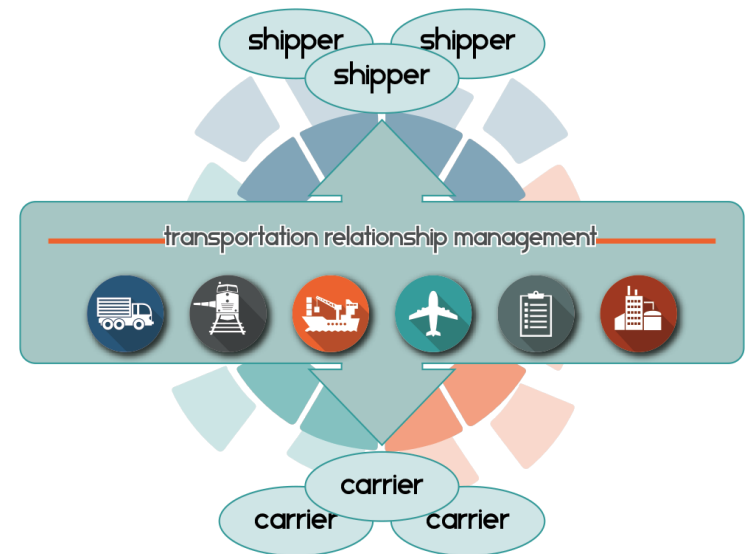 shipper shipper
shipper
transportation relationship management
carrier
carrier carrier